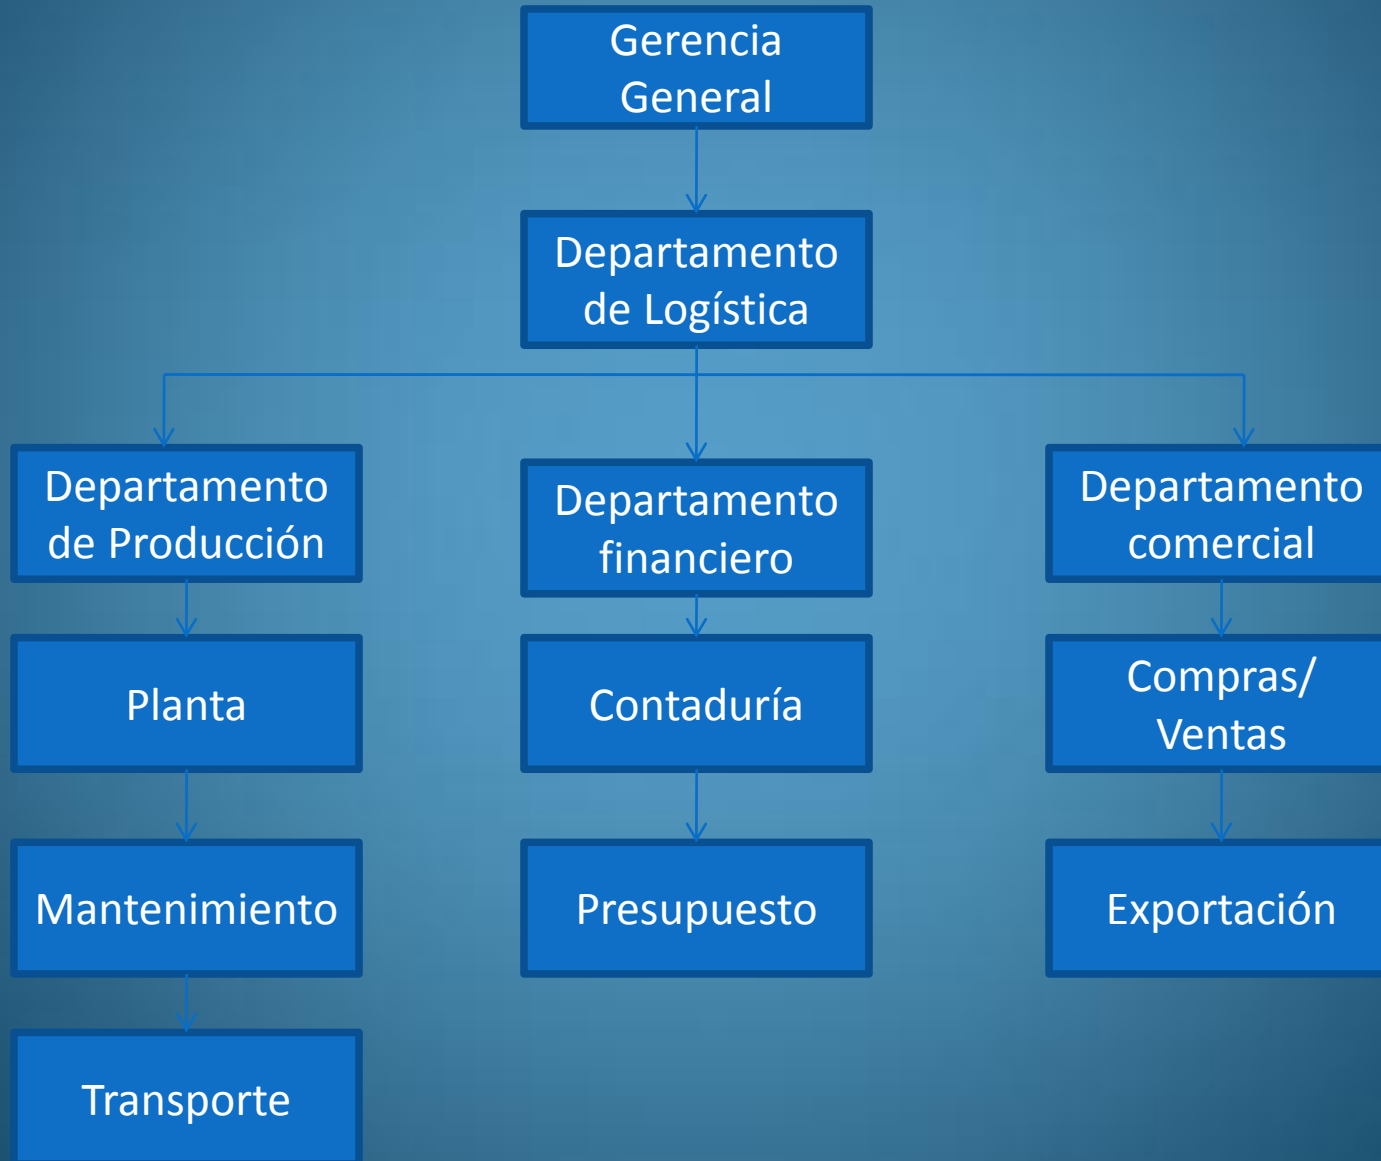 Gerencia
General
Departamento
de Logística
Departamento
de Producción
Departamento
financiero
Departamento
comercial
Planta
Contaduría
Compras/
Ventas
Mantenimiento
Presupuesto
Exportación
Transporte